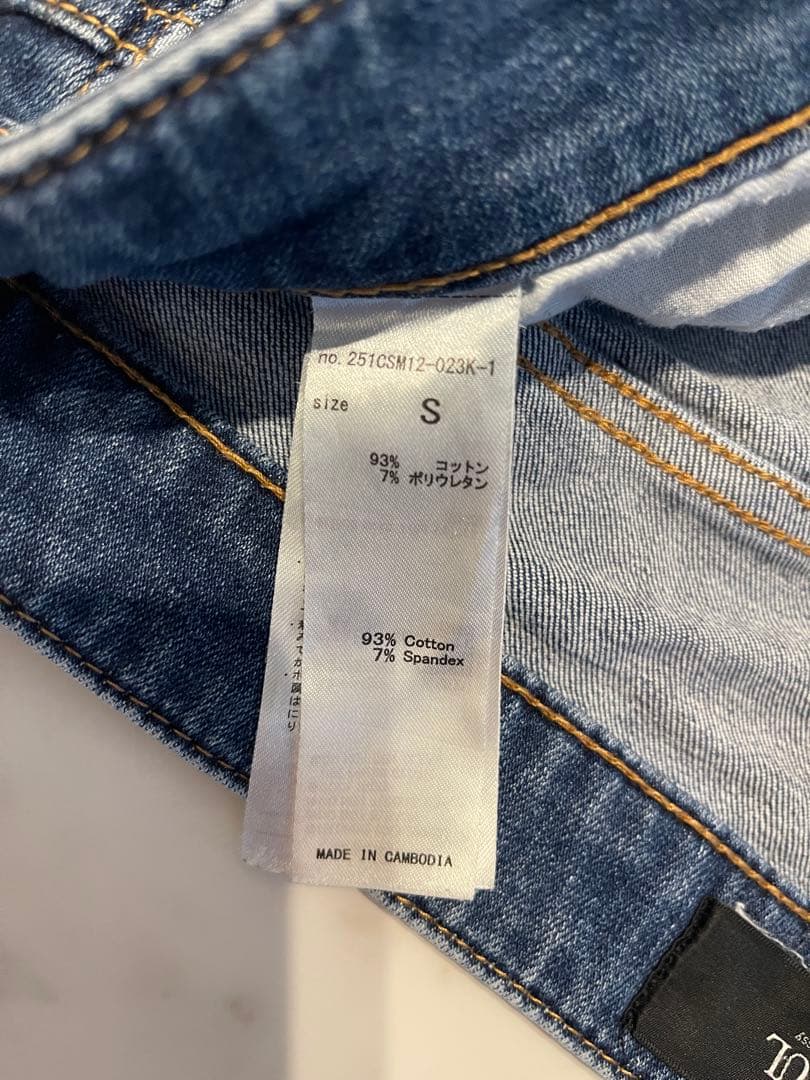 no. 251CSM12-023K-1
size S
93% コットン
7% ポリウレタン
93% Cotton
7% Spandex
MADE IN CAMBODIA